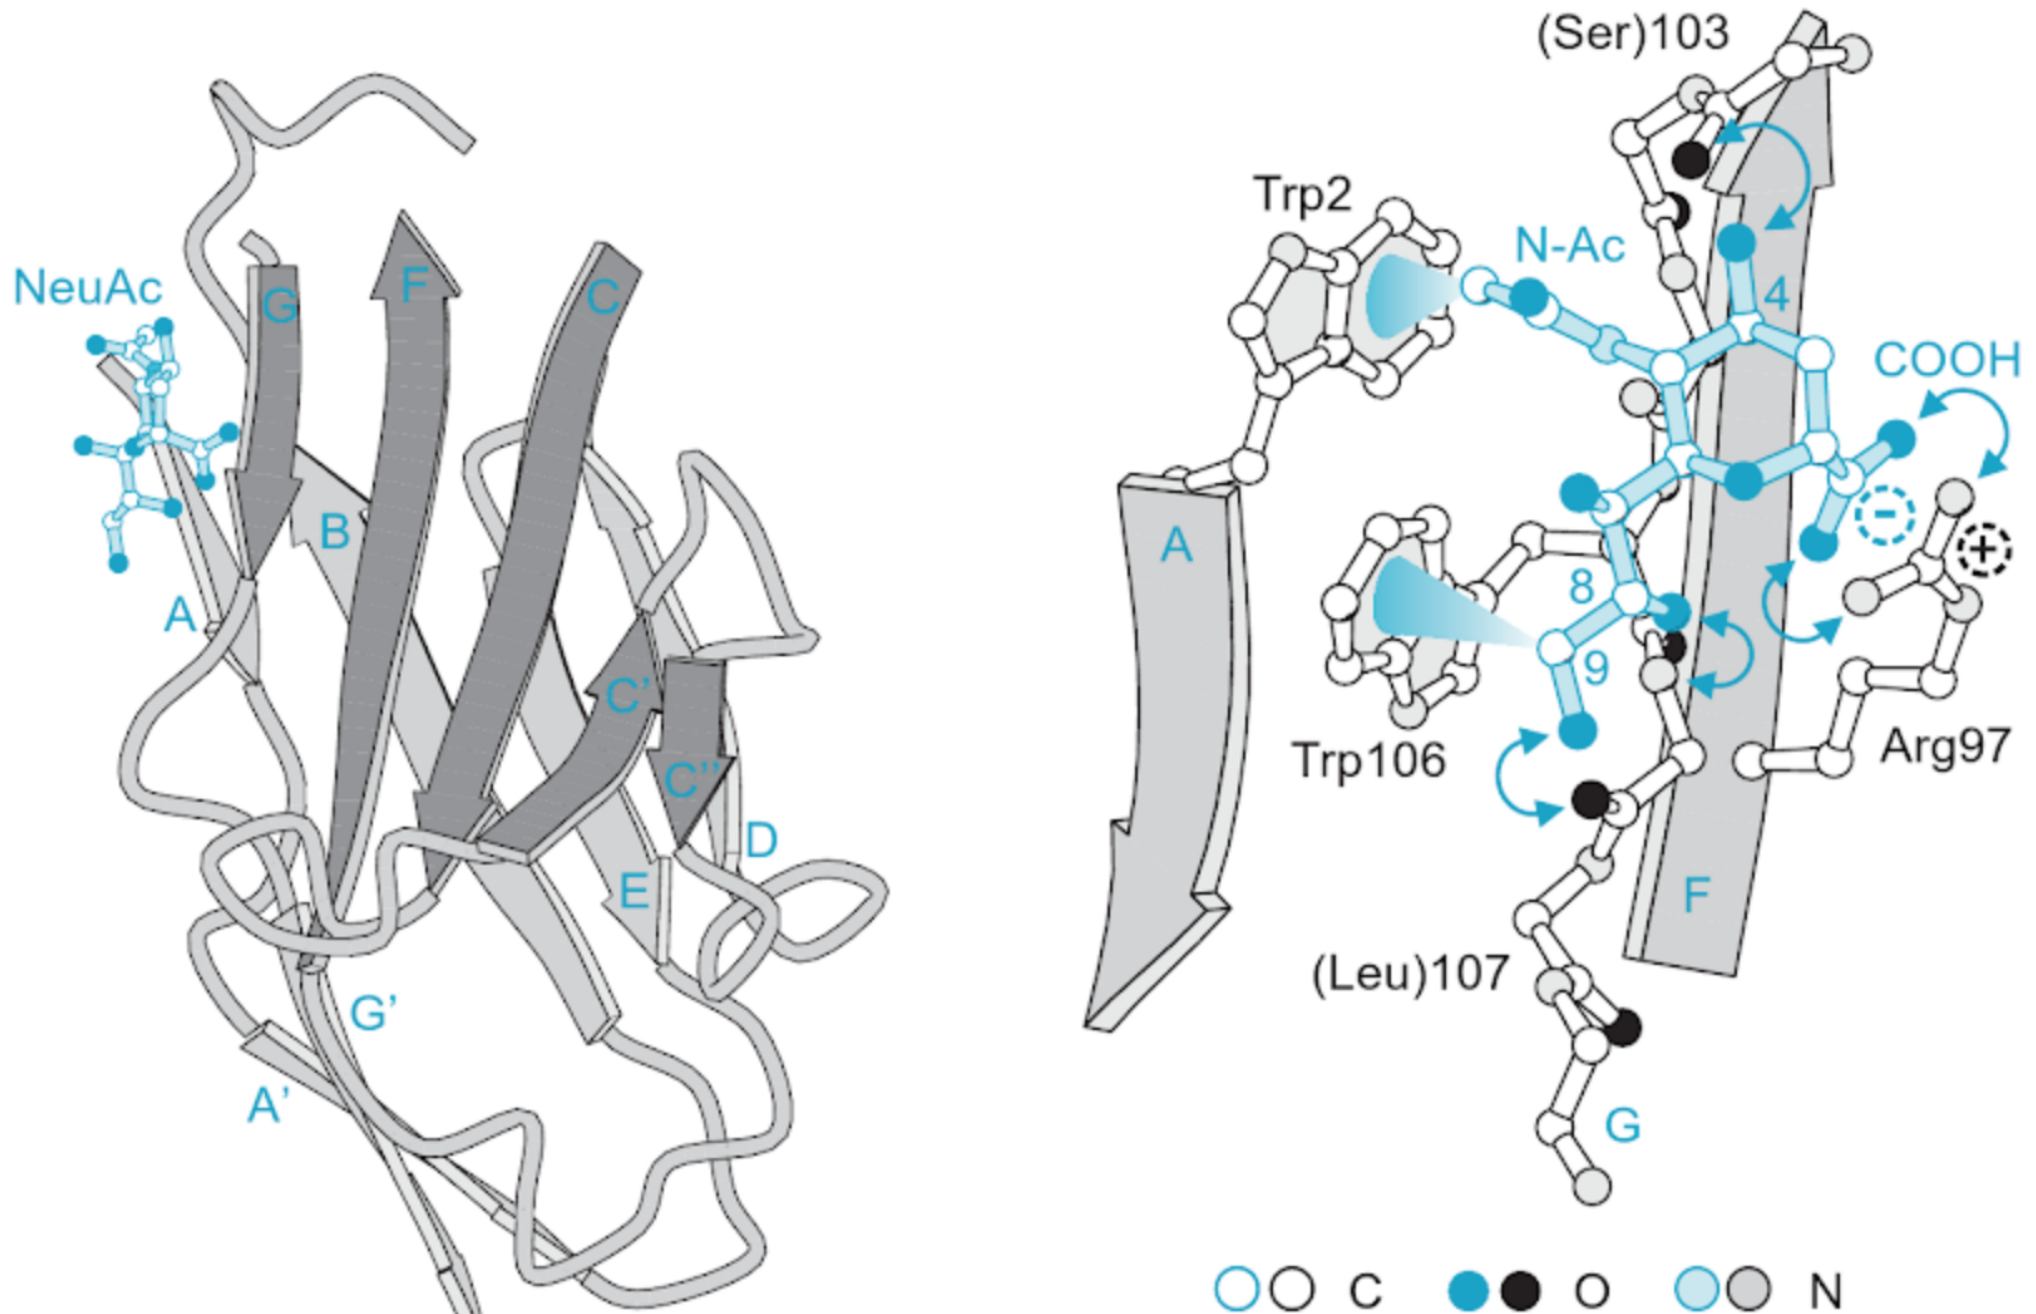 NeuAc
G
F
C
B
A
C'
C''
D
E
G'
A'
(Ser)103
Trp2
N-Ac
4
COOH
A
-
+
8
9
Trp106
Arg97
F
(Leu)107
G
C O N